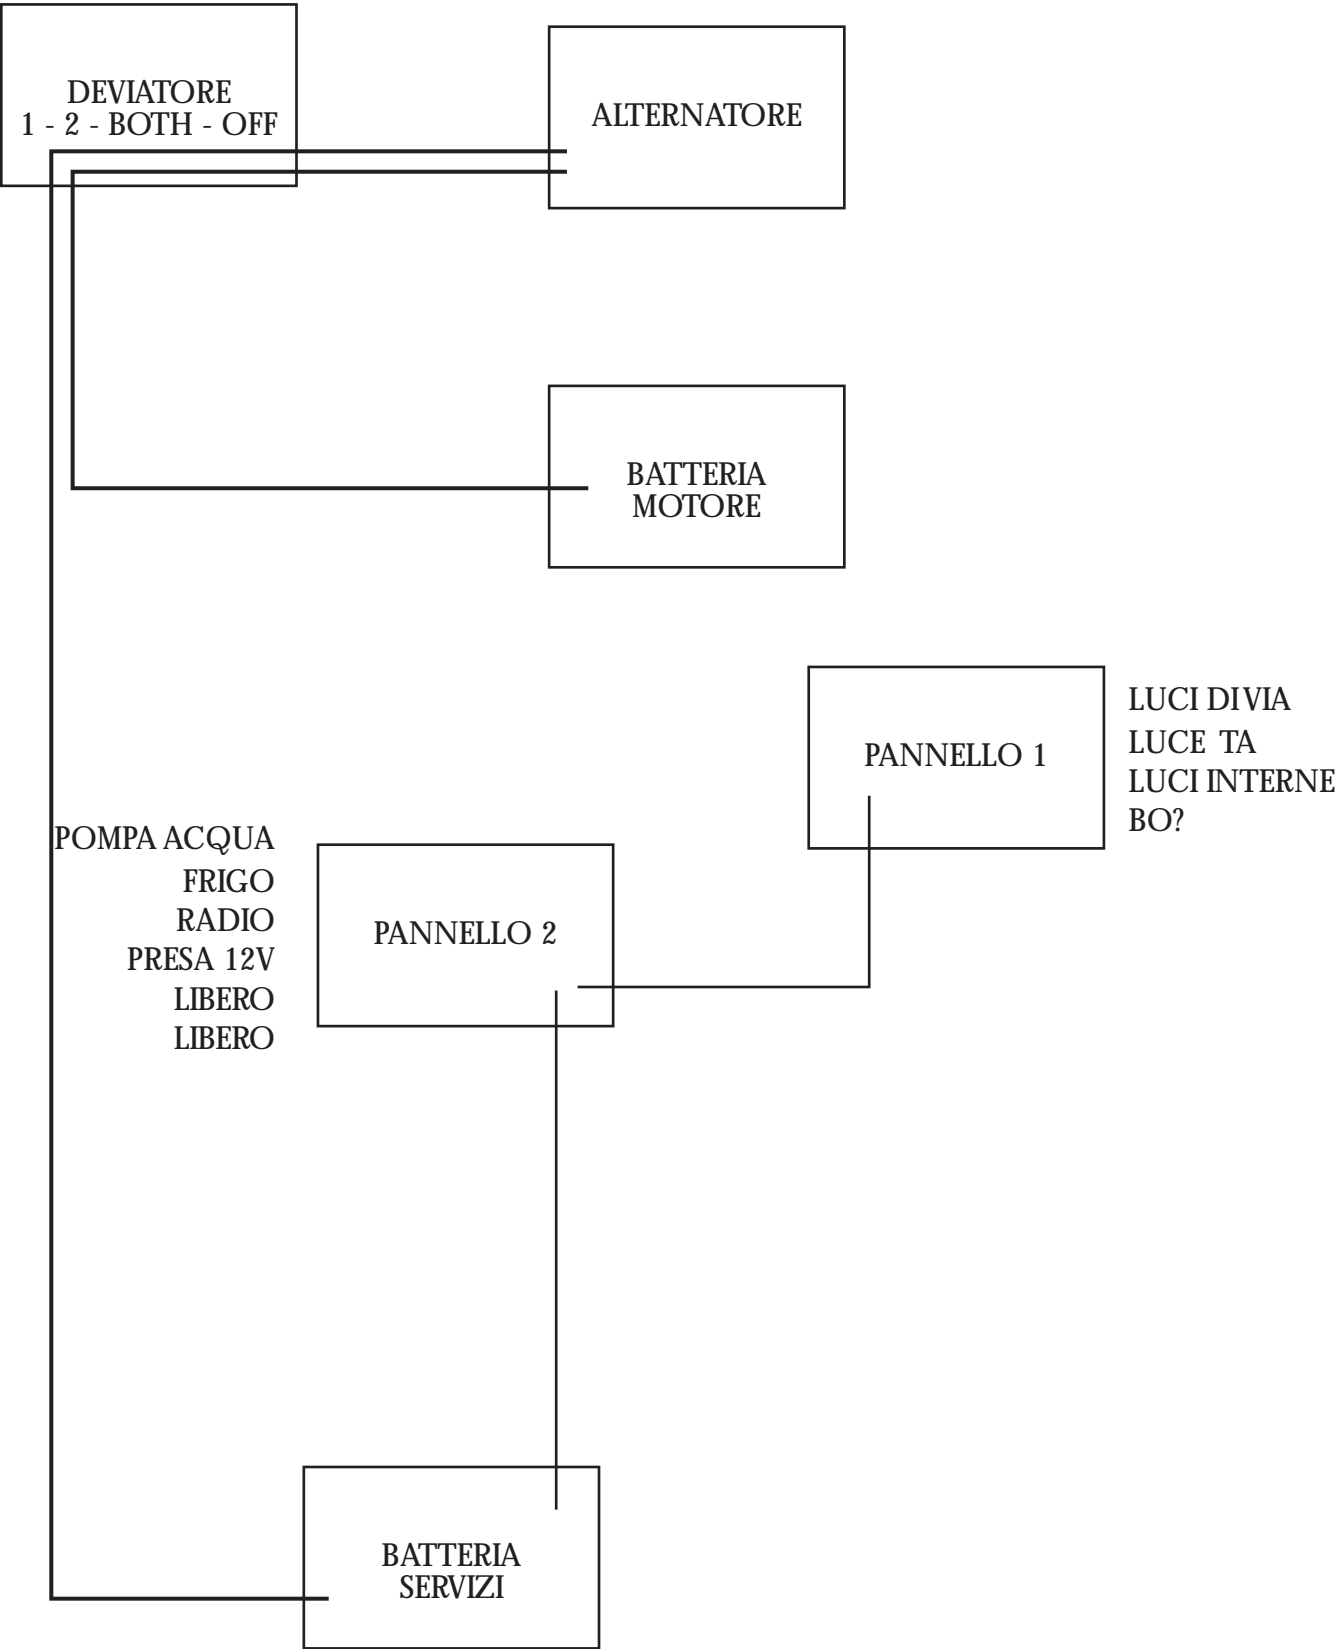 DEVIATORE
1 - 2 - BOTH - OFF
ALTERNATORE
BATTERIA
MOTORE
PANNELLO 1
LUCI DI VIA
LUCE TA
LUCI INTERNE
BO?
POMPA ACQUA
FRIGO
RADIO
PRESA 12V
LIBERO
LIBERO
PANNELLO 2
BATTERIA
SERVIZI